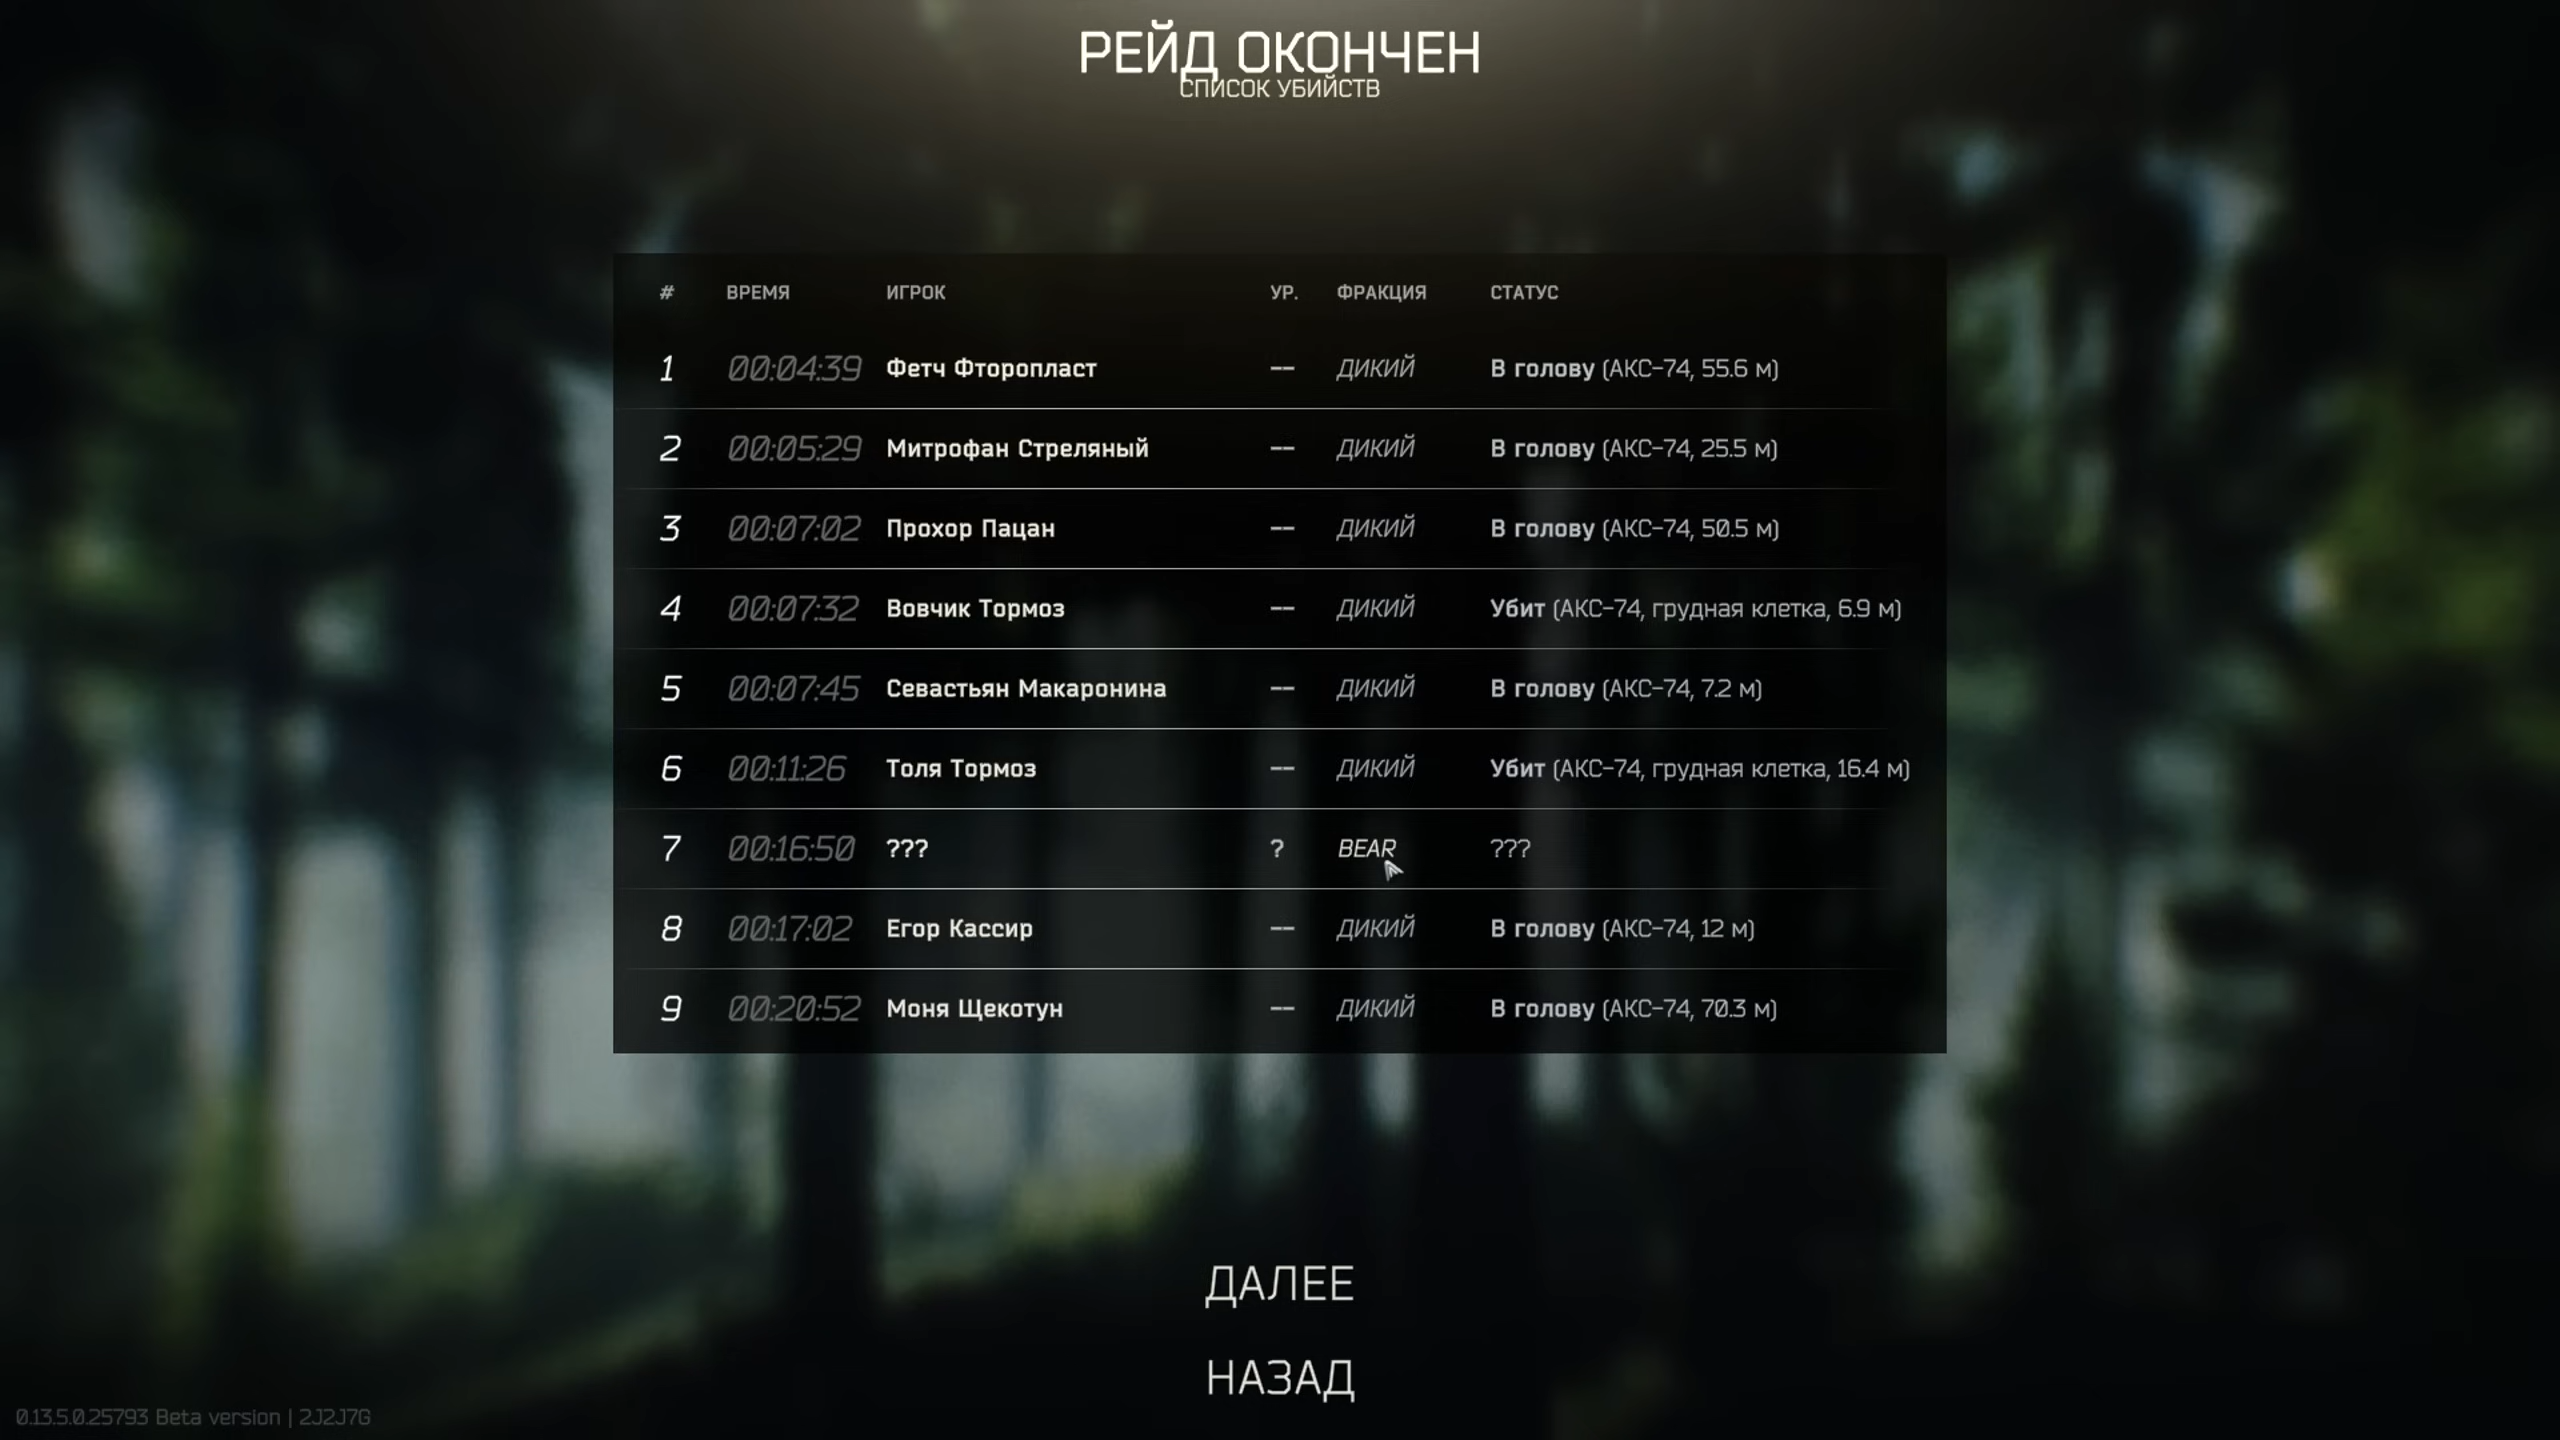 РЕЙД ОКОНЧЕН
СПИСОК УБИЙСТВ
# ВРЕМЯ ИГРОК УР. ФРАКЦИЯ СТАТУС
1 00:04:39 Фетч Фторопласт -- ДИКИЙ В голову (АКС-74, 55.6 м)
2 00:05:29 Митрофан Стреляный -- ДИКИЙ В голову (АКС-74, 25.5 м)
3 00:07:02 Прохор Пацан -- ДИКИЙ В голову (АКС-74, 50.5 м)
4 00:07:32 Вовчик Тормоз -- ДИКИЙ Убит (АКС-74, грудная клетка, 6.9 м)
5 00:07:45 Севастьян Макаронина -- ДИКИЙ В голову (АКС-74, 7.2 м)
6 00:11:26 Толя Тормоз -- ДИКИЙ Убит (АКС-74, грудная клетка, 16.4 м)
7 00:16:50 ??? ? BEAR ???
8 00:17:02 Егор Кассир -- ДИКИЙ В голову (АКС-74, 12 м)
9 00:20:52 Моня Щекотун -- ДИКИЙ В голову (АКС-74, 70.3 м)
ДАЛЕЕ
НАЗАД
0.13.5.0.25793 Beta version | 2J2J7G